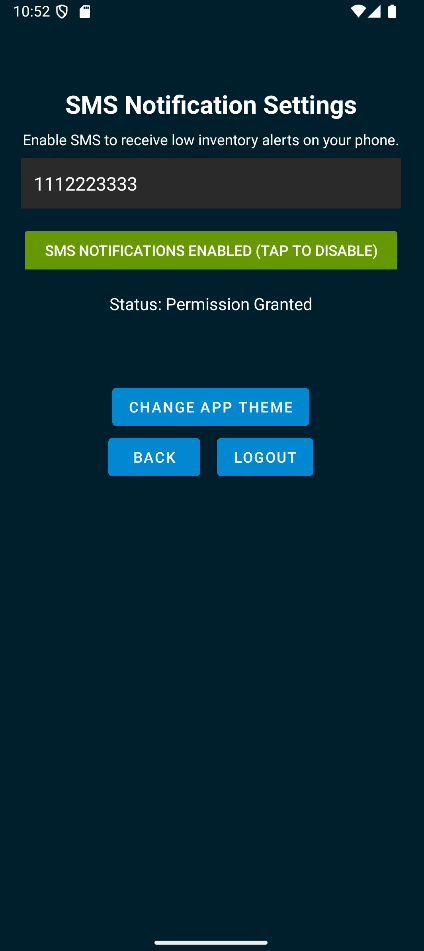 10:52
SMS Notification Settings
Enable SMS to receive low inventory alerts on your phone.
1112223333
SMS NOTIFICATIONS ENABLED (TAP TO DISABLE)
Status: Permission Granted
CHANGE APP THEME
BACK LOGOUT